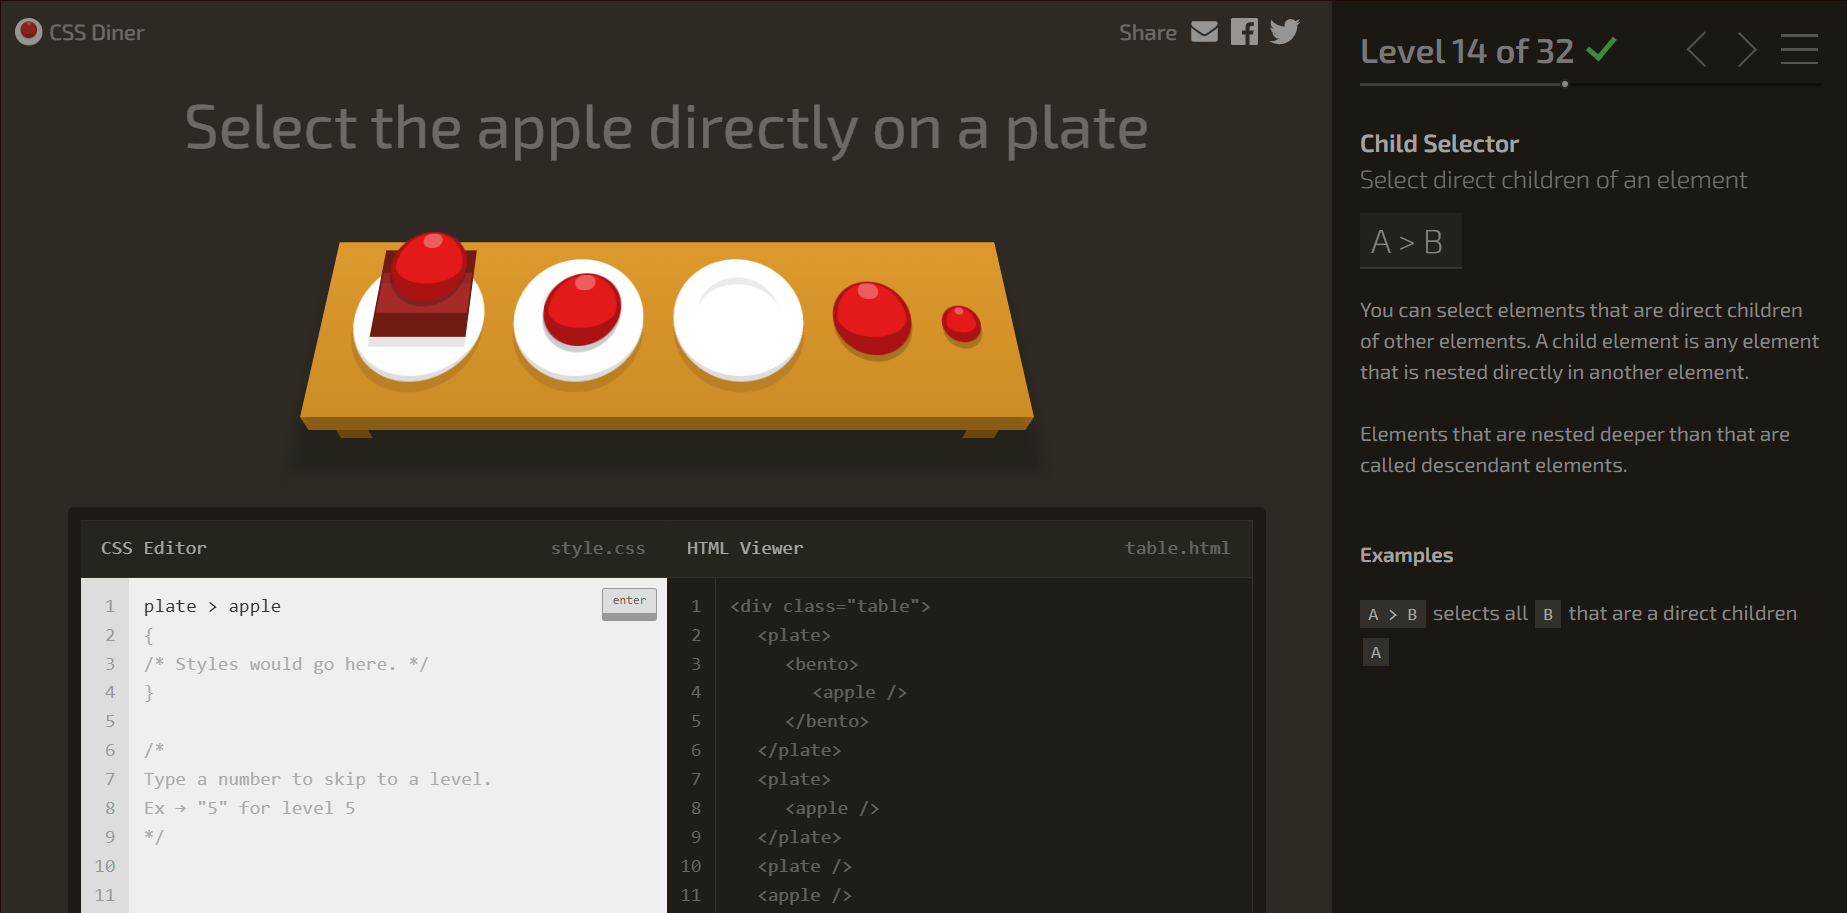 CSS Diner
Share
Select the apple directly on a plate
CSS Editor style.css
1 plate > apple
enter
2 {
3 /* Styles would go here. */
4 }
5
6 /*
7 Type a number to skip to a level.
8 Ex → "5" for level 5
9 */
10
11
HTML Viewer table.html
1 <div class="table">
2 <plate>
3 <bento>
4 <apple />
5 </bento>
6 </plate>
7 <plate>
8 <apple />
9 </plate>
10 <plate />
11 <apple />
Level 14 of 32
Child Selector
Select direct children of an element
A > B
You can select elements that are direct children
of other elements. A child element is any element
that is nested directly in another element.
Elements that are nested deeper than that are
called descendant elements.
Examples
A > B selects all B that are a direct children
A